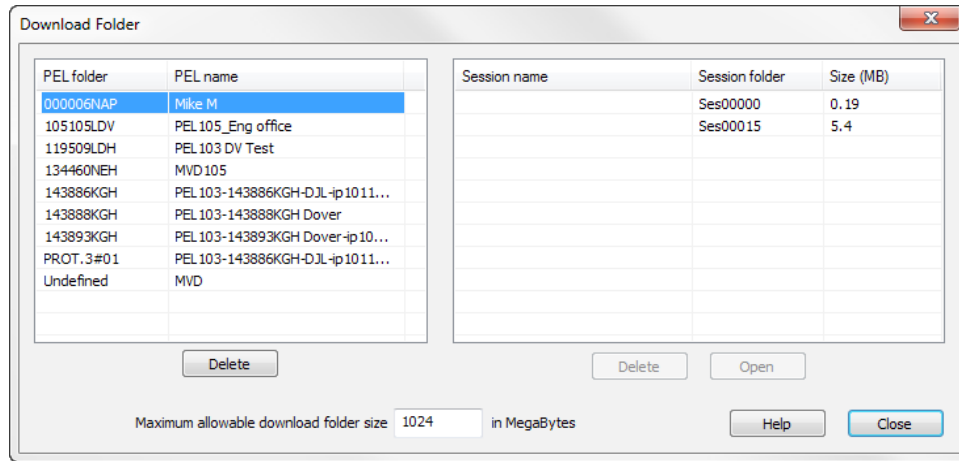 Download Folder
PEL folder PEL name
000006NAP Mike M
105105LDV PEL105_Eng office
119509LDH PEL103 DV Test
134460NEH MVD105
143886KGH PEL103-143886KGH-DJL-ip1011...
143888KGH PEL103-143888KGH Dover
143893KGH PEL103-143893KGH Dover-ip10...
PROT.3#01 PEL103-143886KGH-DJL-ip1011...
Undefined MVD
Delete
Session name Session folder Size (MB)
Ses00000 0.19
Ses00015 5.4
Delete Open
Maximum allowable download folder size 1024 in MegaBytes
Help Close